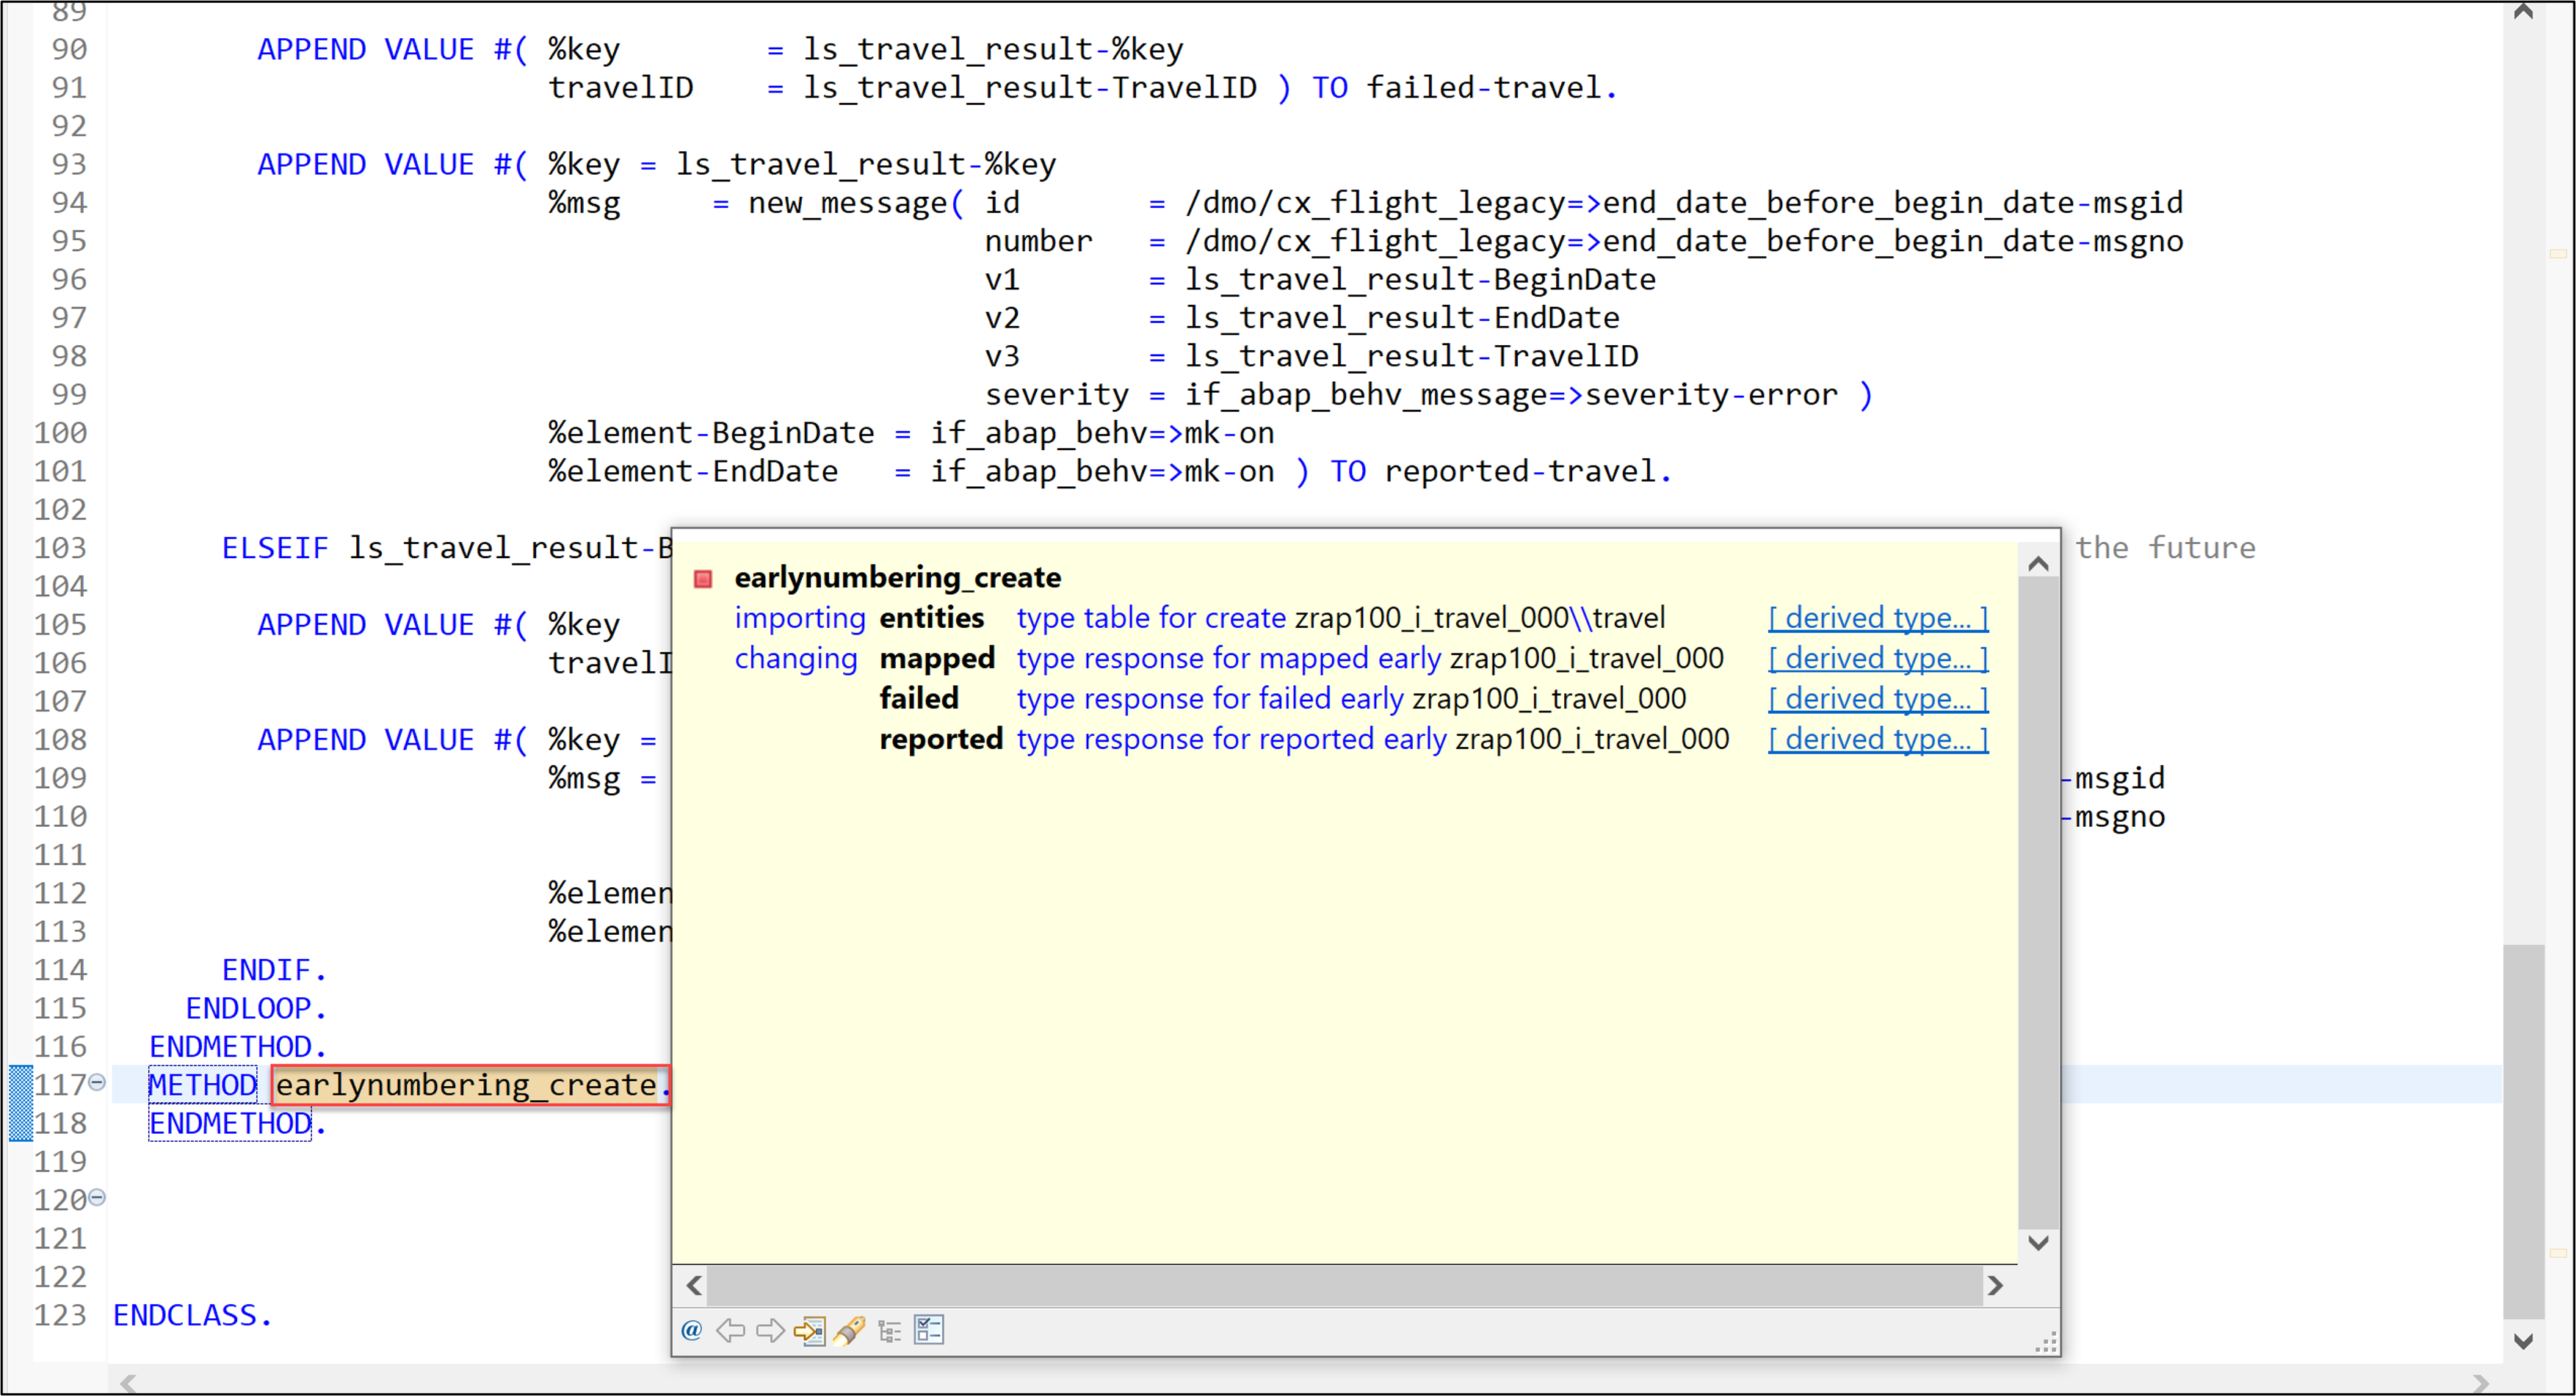 89
90 APPEND VALUE #( %key = ls_travel_result-%key
91 travelID = ls_travel_result-TravelID ) TO failed-travel.
92
93 APPEND VALUE #( %key = ls_travel_result-%key
94 %msg = new_message( id = /dmo/cx_flight_legacy=>end_date_before_begin_date-msgid
95 number = /dmo/cx_flight_legacy=>end_date_before_begin_date-msgno
96 v1 = ls_travel_result-BeginDate
97 v2 = ls_travel_result-EndDate
98 v3 = ls_travel_result-TravelID
99 severity = if_abap_behv_message=>severity-error )
100 %element-BeginDate = if_abap_behv=>mk-on
101 %element-EndDate = if_abap_behv=>mk-on ) TO reported-travel.
102
103 ELSEIF ls_travel_result-B the future
104
105 APPEND VALUE #( %key
106 travelI
107
108 APPEND VALUE #( %key =
109 %msg = -msgid
110 -msgno
111
112 %elemen
113 %elemen
114 ENDIF.
115 ENDLOOP.
116 ENDMETHOD.
117 METHOD earlynumbering_create.
118 ENDMETHOD.
119
120
121
122
123 ENDCLASS.
earlynumbering_create
importing entities type table for create zrap100_i_travel_000\\travel [ derived type... ]
changing mapped type response for mapped early zrap100_i_travel_000 [ derived type... ]
failed type response for failed early zrap100_i_travel_000 [ derived type... ]
reported type response for reported early zrap100_i_travel_000 [ derived type... ]
@